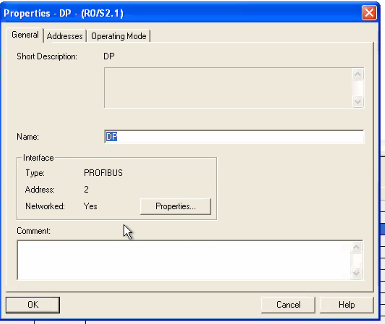 Properties - DP - (R0/S2.1)
General Addresses Operating Mode
Short Description: DP
Name: DP
Interface
Type: PROFIBUS
Address: 2
Networked: Yes Properties...
Comment:
OK Cancel Help